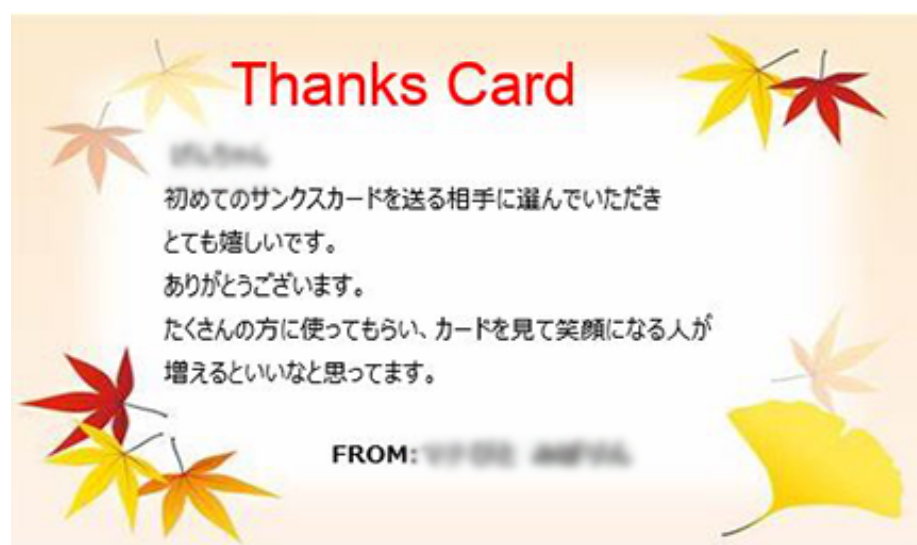 Thanks Card
初めてのサンクスカードを送る相手に選んでいただき
とても嬉しいです。
ありがとうございます。
たくさんの方に使ってもらい、カードを見て笑顔になる人が
増えるといいなと思ってます。
FROM: